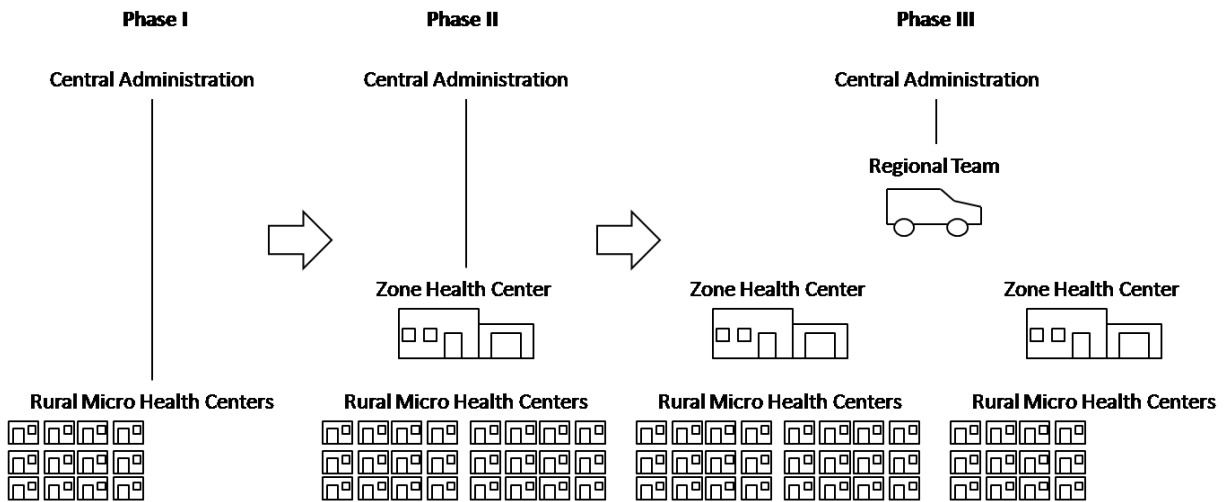 Phase I
Phase II
Phase III
Central Administration
Central Administration
Central Administration
Regional Team
Zone Health Center
Zone Health Center
Zone Health Center
Rural Micro Health Centers
Rural Micro Health Centers
Rural Micro Health Centers
Rural Micro Health Centers